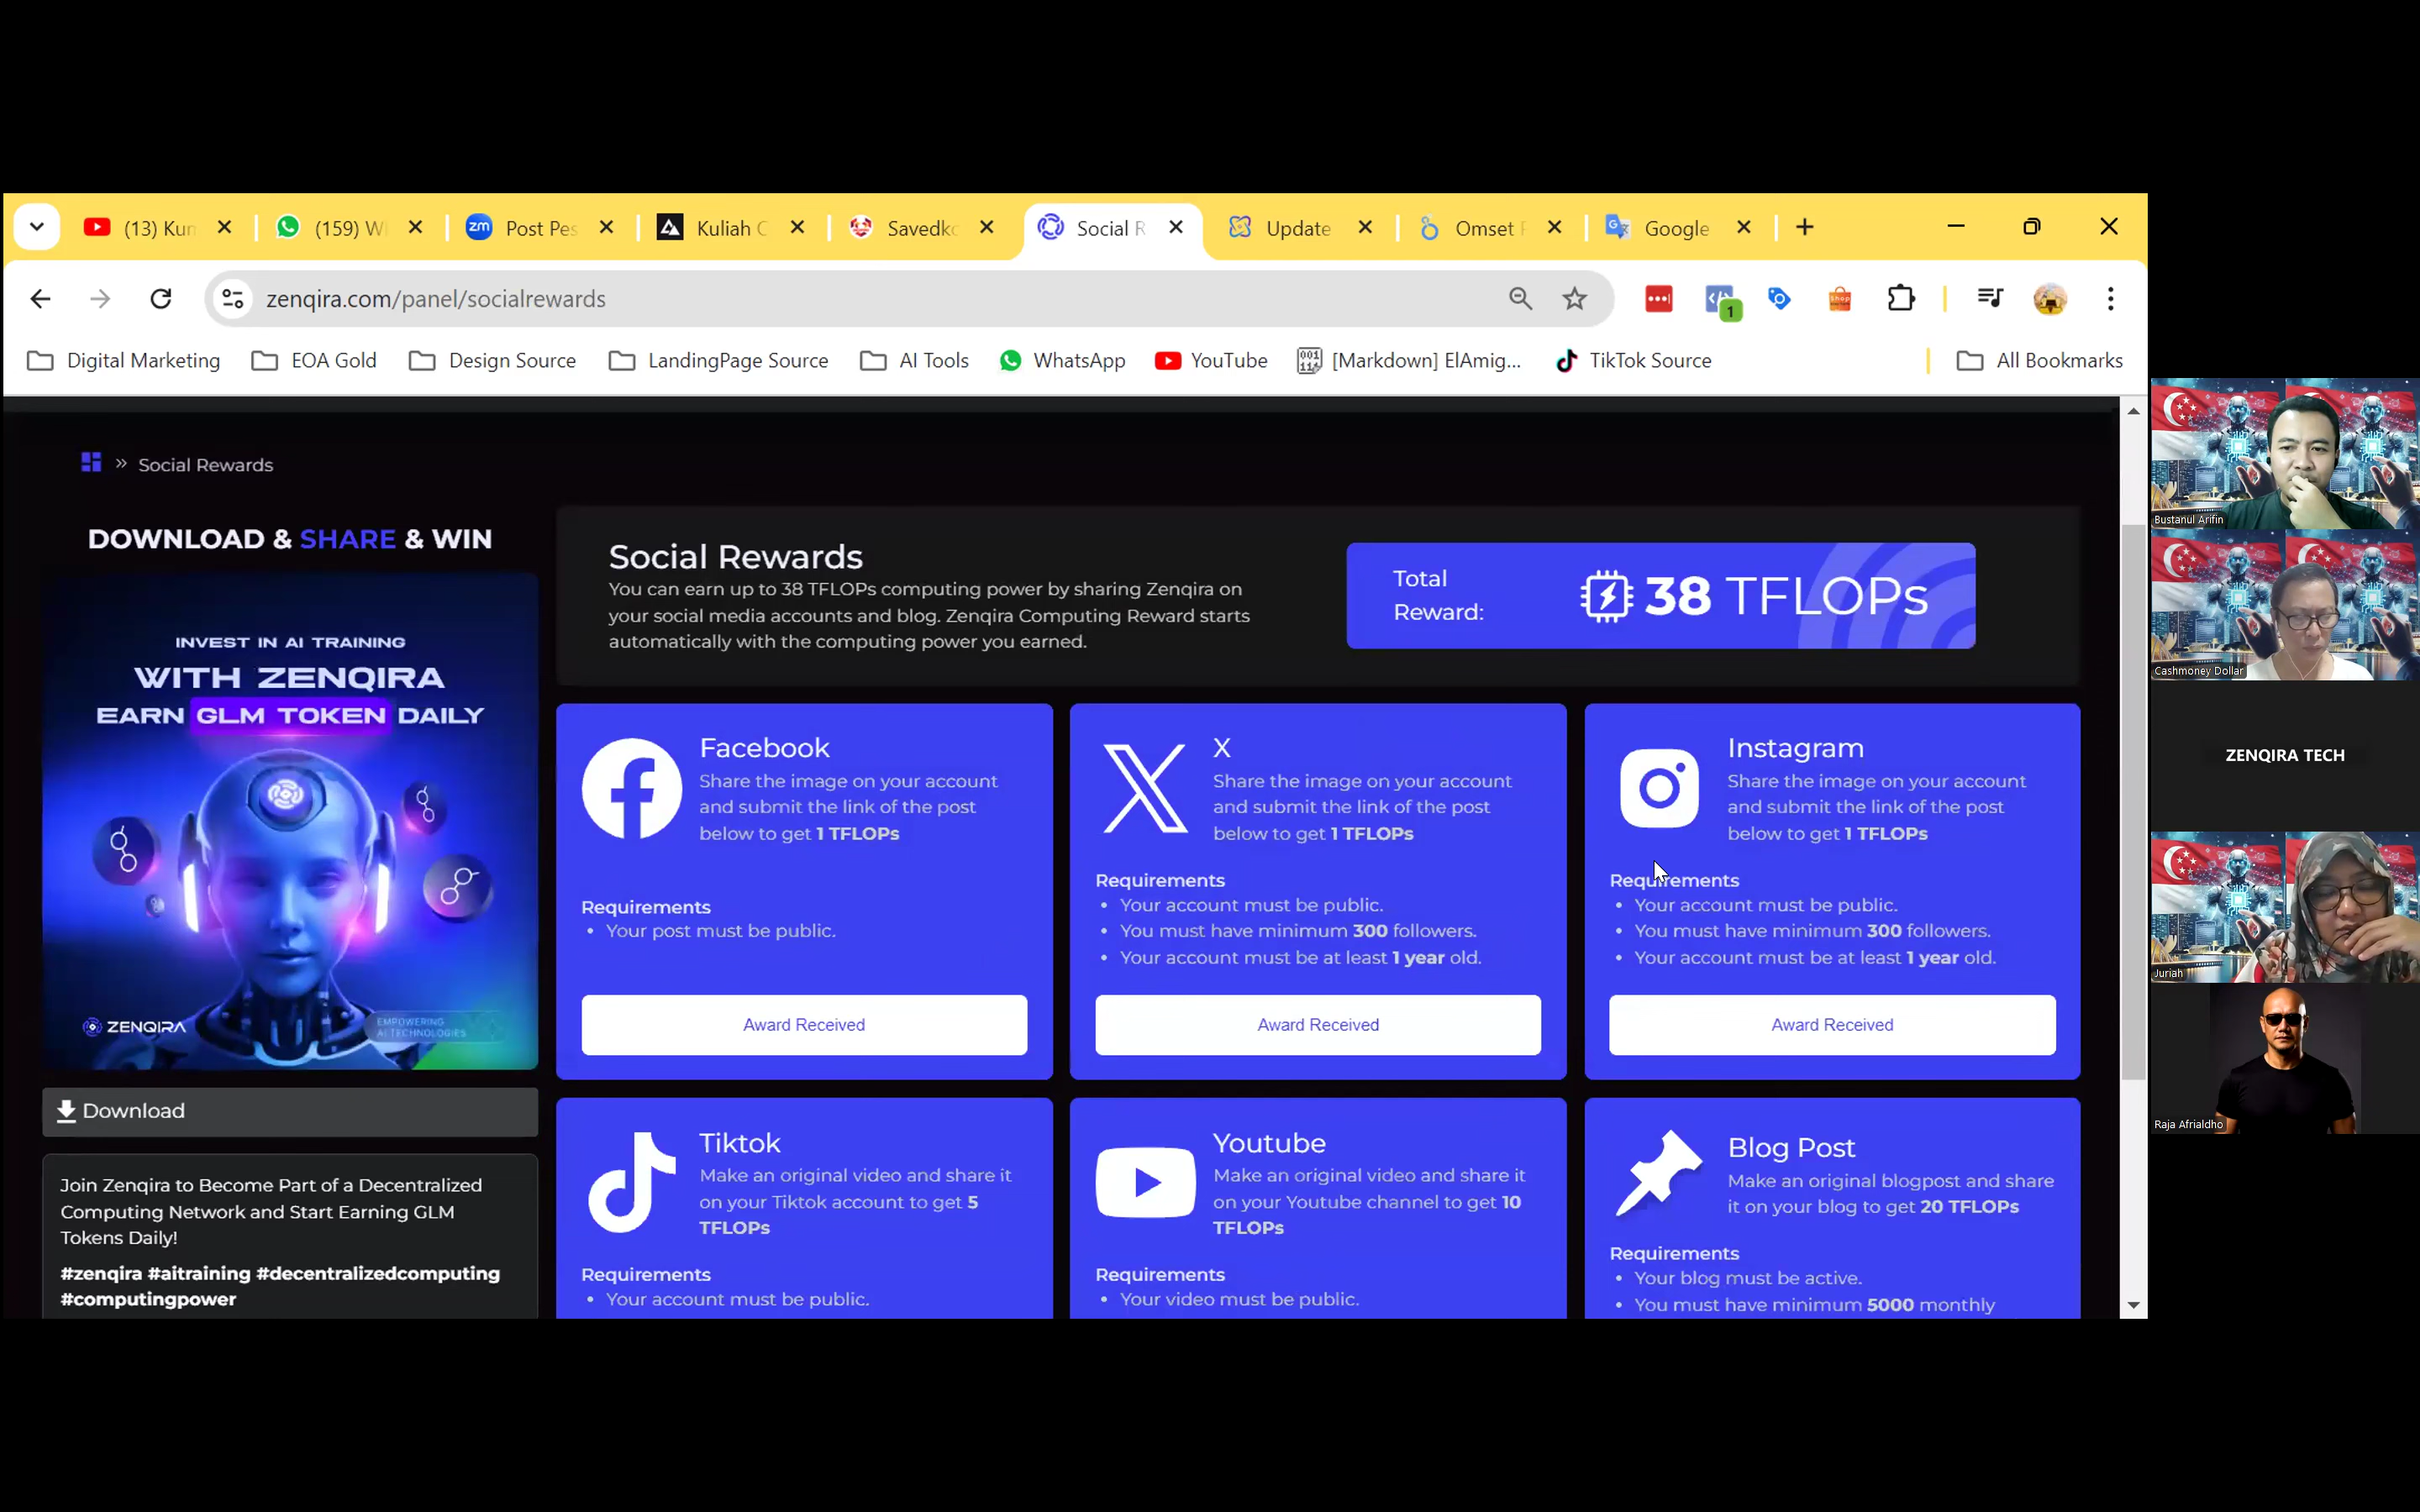 (13) Kun
(159) W
Post Pes
Kuliah C
Savedko
Social R
Update
Omset
Google
zenqira.com/panel/socialrewards
1
Digital Marketing
EOA Gold
Design Source
LandingPage Source
AI Tools
WhatsApp
YouTube
[Markdown] ElAmig...
TikTok Source
All Bookmarks
» Social Rewards
DOWNLOAD & SHARE & WIN
INVEST IN AI TRAINING
WITH ZENQIRA
EARN GLM TOKEN DAILY
ZENQIRA
EMPOWERING
AI TECHNOLOGIES
Download
Join Zenqira to Become Part of a Decentralized
Computing Network and Start Earning GLM
Tokens Daily!
#zenqira #aitraining #decentralizedcomputing
#computingpower
Social Rewards
You can earn up to 38 TFLOPs computing power by sharing Zenqira on
your social media accounts and blog. Zenqira Computing Reward starts
automatically with the computing power you earned.
Total
Reward:
38 TFLOPs
Facebook
Share the image on your account
and submit the link of the post
below to get 1 TFLOPs
Requirements
• Your post must be public.
Award Received
X
Share the image on your account
and submit the link of the post
below to get 1 TFLOPs
Requirements
• Your account must be public.
• You must have minimum 300 followers.
• Your account must be at least 1 year old.
Award Received
Instagram
Share the image on your account
and submit the link of the post
below to get 1 TFLOPs
Requirements
• Your account must be public.
• You must have minimum 300 followers.
• Your account must be at least 1 year old.
Award Received
Tiktok
Make an original video and share it
on your Tiktok account to get 5
TFLOPs
Requirements
• Your account must be public.
Youtube
Make an original video and share it
on your Youtube channel to get 10
TFLOPs
Requirements
• Your video must be public.
Blog Post
Make an original blogpost and share
it on your blog to get 20 TFLOPs
Requirements
• Your blog must be active.
• You must have minimum 5000 monthly
Bustanul Arifin
Cashmoney Dollar
ZENQIRA TECH
Juriah
Raja Afrialdho